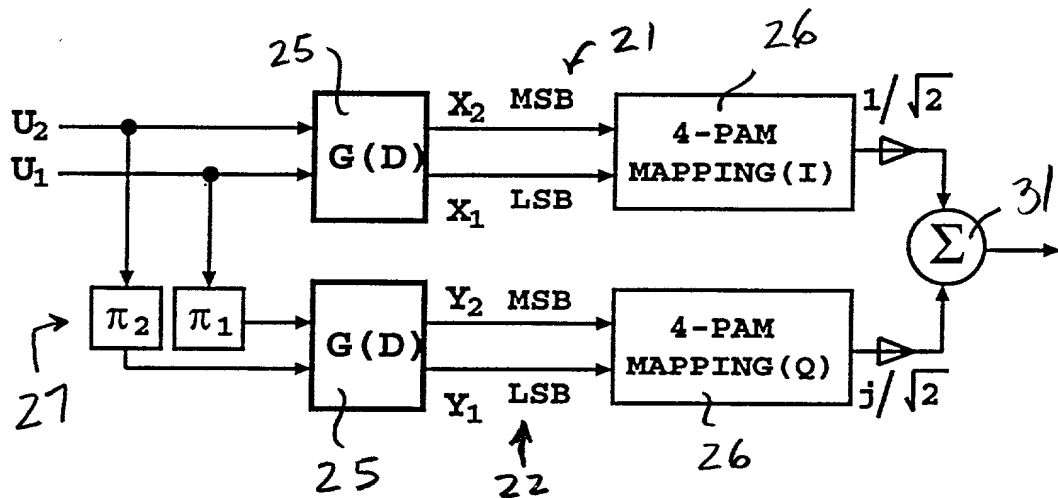 25
21
26
U₂
U₁
G(D)
X₂ MSB
X₁ LSB
4-PAM
MAPPING(I)
1/√2
Σ
31
27
π₂
π₁
G(D)
Y₂ MSB
Y₁ LSB
4-PAM
MAPPING(Q)
j/√2
25
22
26